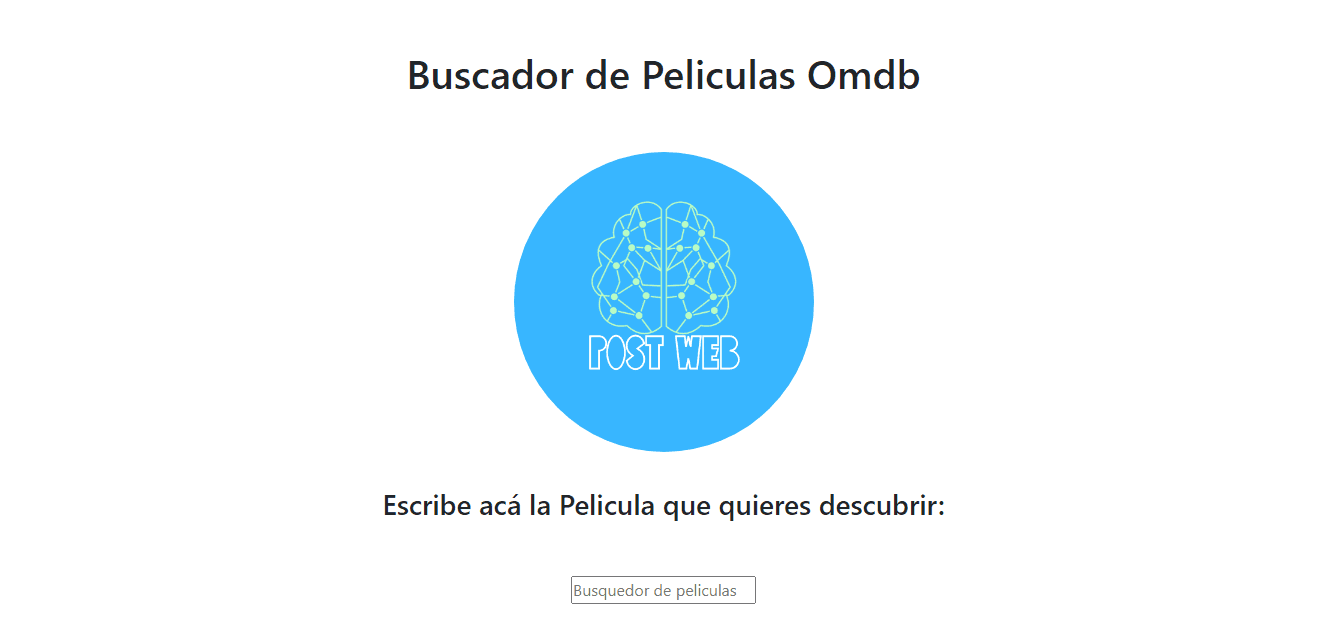 Buscador de Peliculas Omdb
POST WEB
Escribe acá la Pelicula que quieres descubrir:
Busquedor de peliculas